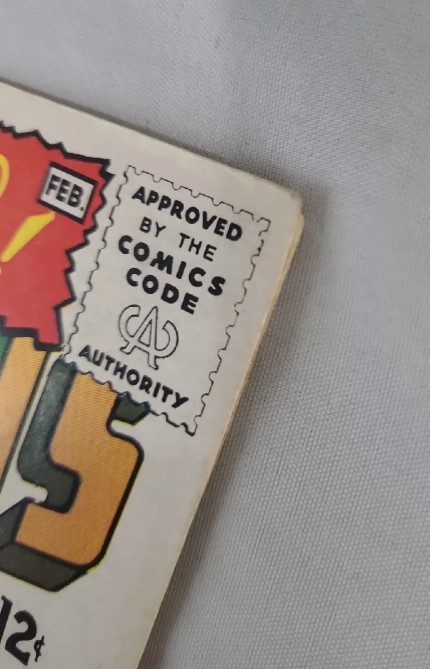 !
FEB.
APPROVED
BY THE
COMICS
CODE
CA
AUTHORITY
S
12¢